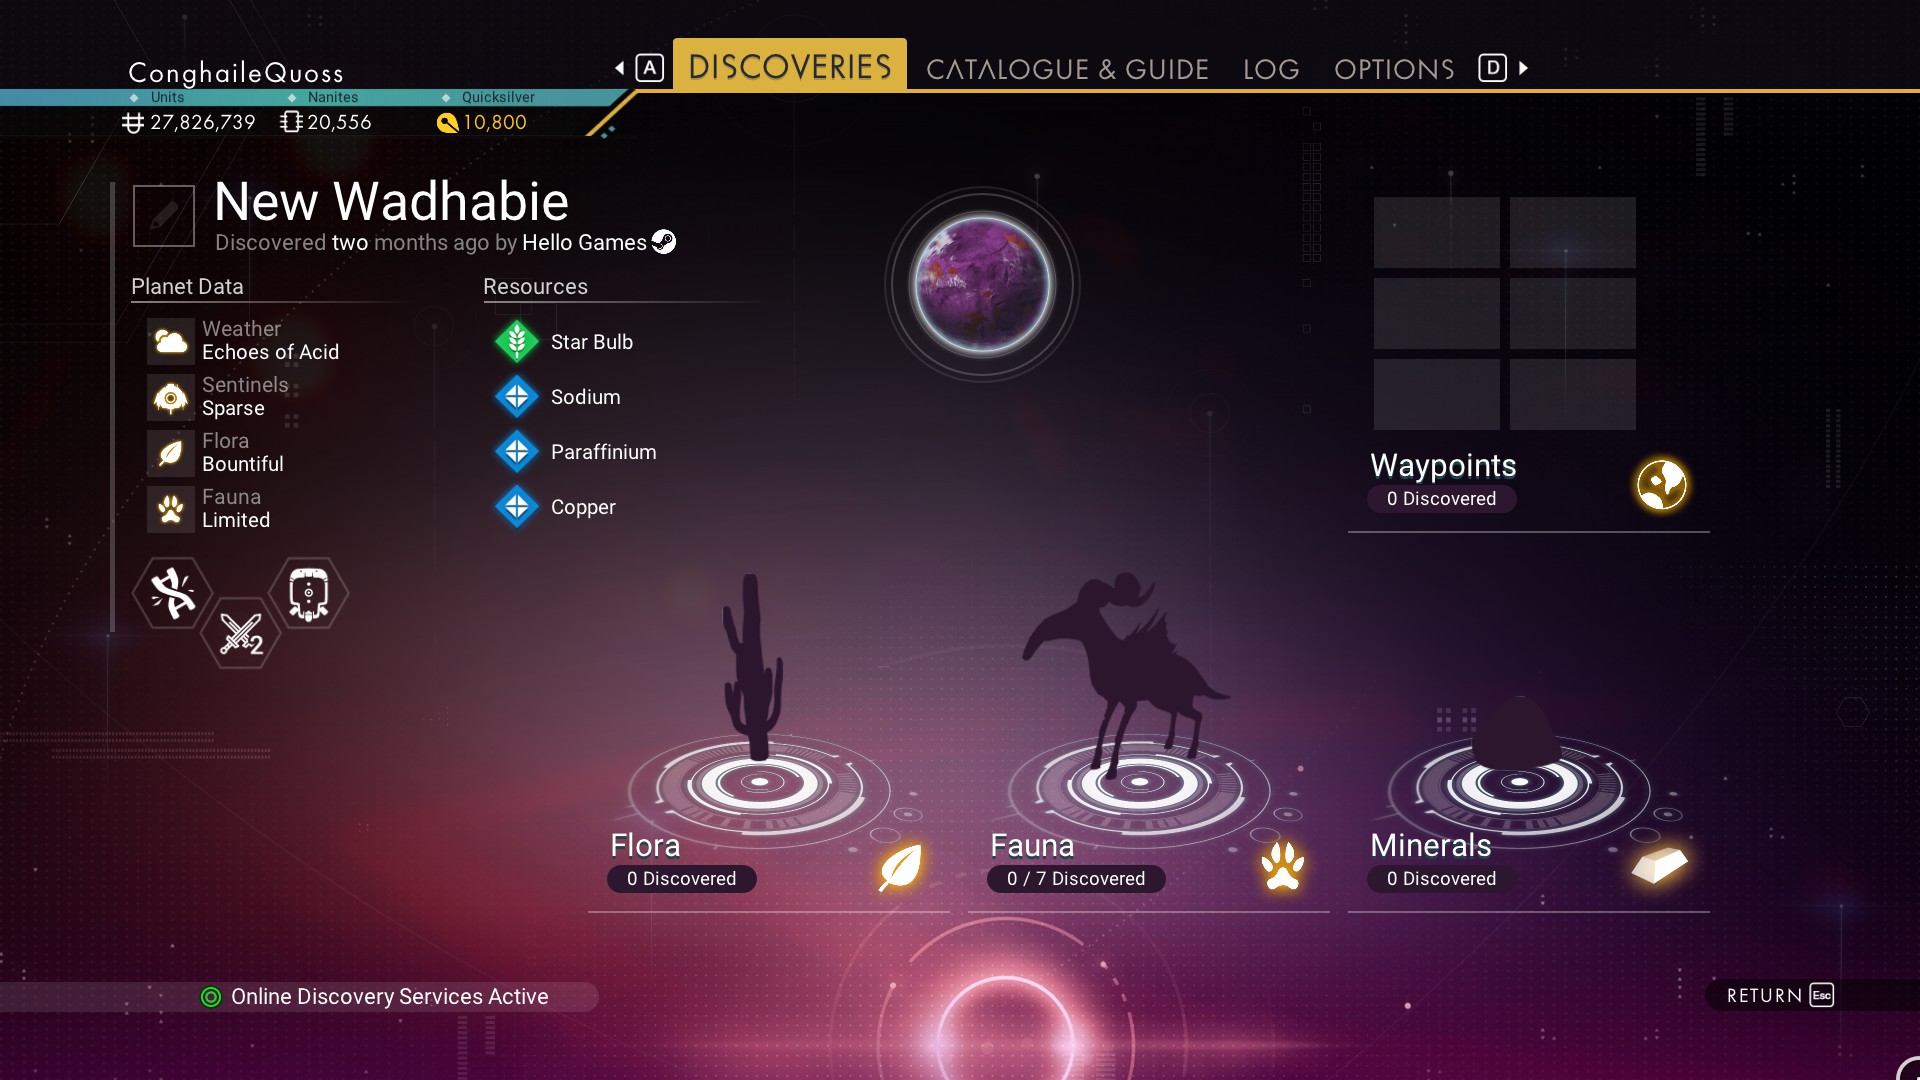 ConghaileQuoss
Units
Nanites
Quicksilver
27,826,739
20,556
10,800
A
DISCOVERIES
CATALOGUE & GUIDE
LOG
OPTIONS
D
New Wadhabie
Discovered two months ago by Hello Games
Planet Data
Weather
Echoes of Acid
Sentinels
Sparse
Flora
Bountiful
Fauna
Limited
2
Resources
Star Bulb
Sodium
Paraffinium
Copper
Waypoints
0 Discovered
Flora
0 Discovered
Fauna
0 / 7 Discovered
Minerals
0 Discovered
Online Discovery Services Active
RETURN Esc